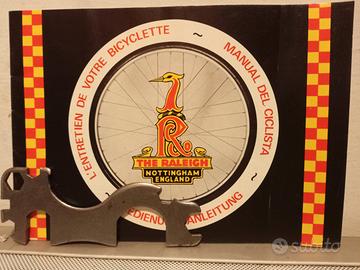 L'ENTRETIEN DE VOTRE BICYCLETTE ~
MANUAL DEL CICLISTA ~
BEDIENUNGSANLEITUNG ~
R.
THE RALEIGH
NOTTINGHAM
ENGLAND
subito